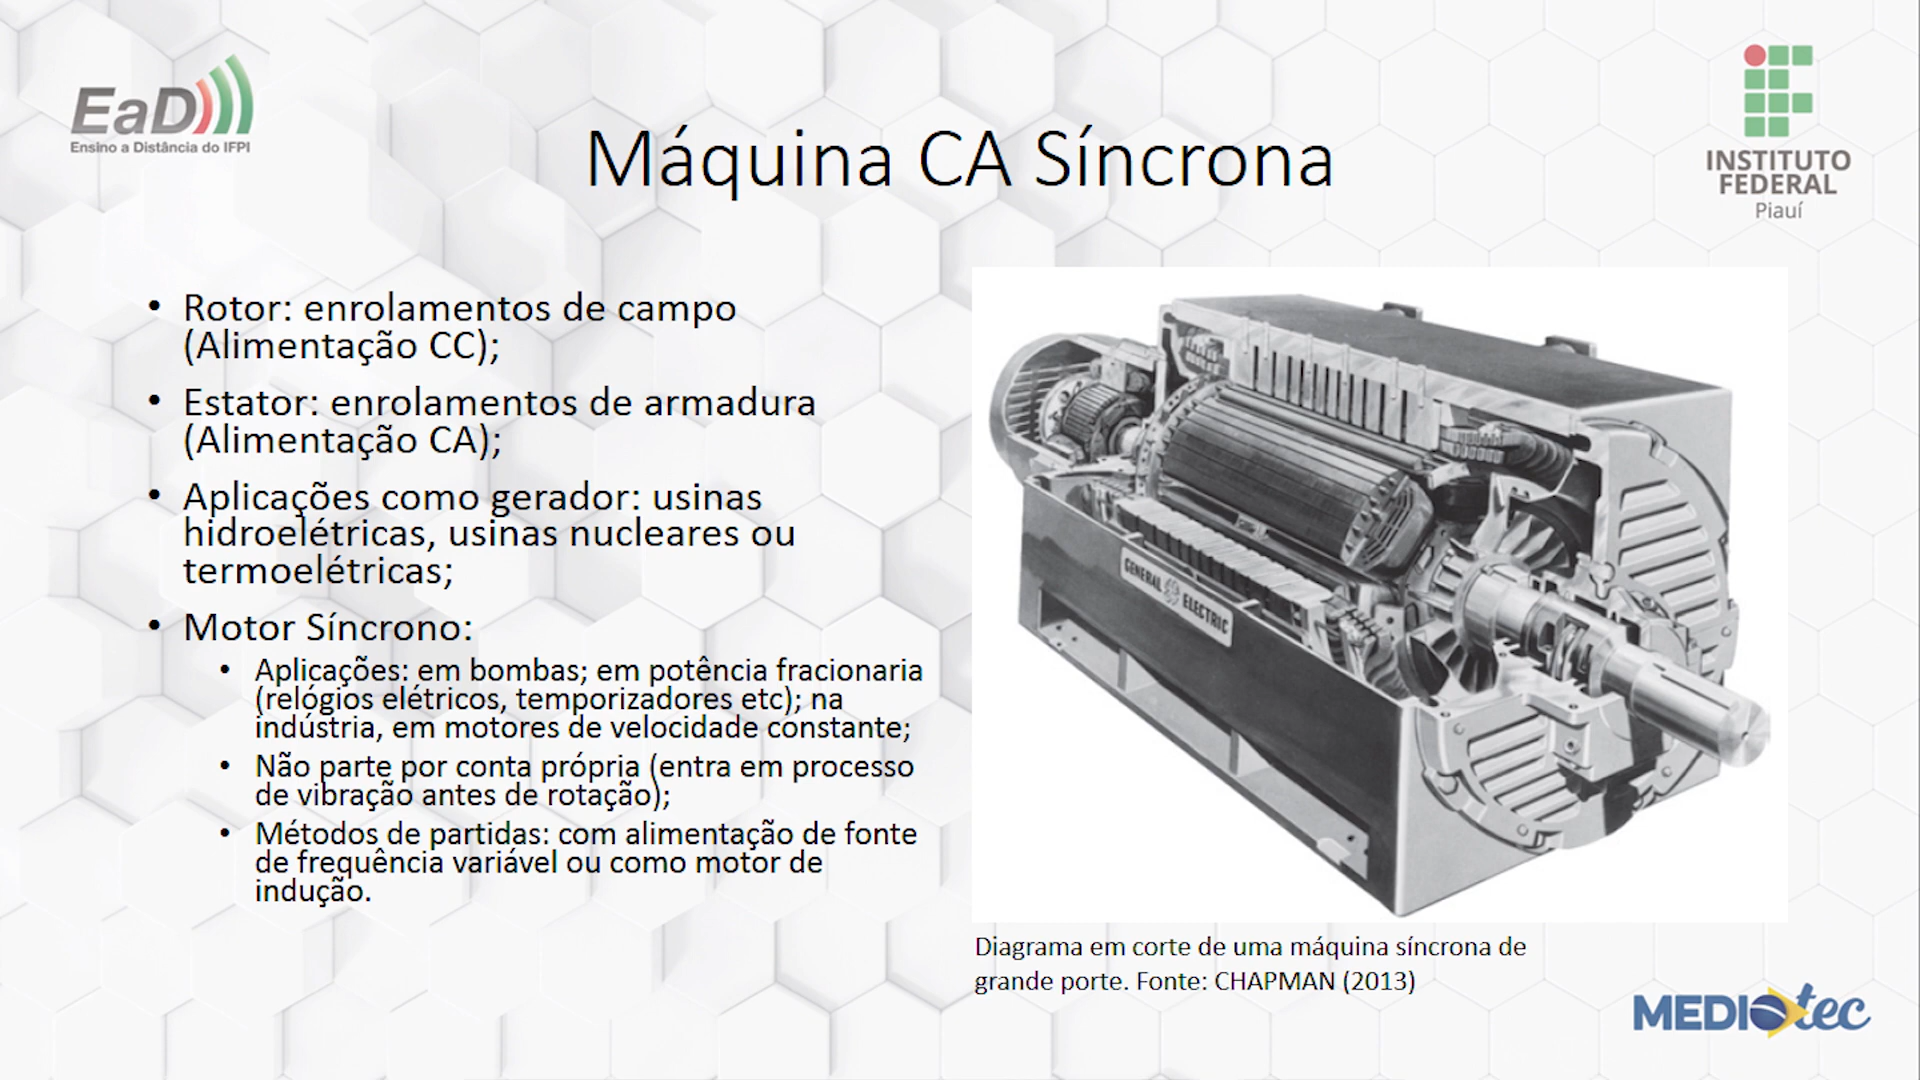 EaD
Ensino a Distância do IFPI
INSTITUTO
FEDERAL
Piauí
Máquina CA Síncrona
• Rotor: enrolamentos de campo
(Alimentação CC);
• Estator: enrolamentos de armadura
(Alimentação CA);
• Aplicações como gerador: usinas
hidroelétricas, usinas nucleares ou
termoelétricas;
• Motor Síncrono:
• Aplicações: em bombas; em potência fracionaria
(relógios elétricos, temporizadores etc); na
indústria, em motores de velocidade constante;
• Não parte por conta própria (entra em processo
de vibração antes de rotação);
• Métodos de partidas: com alimentação de fonte
de frequência variável ou como motor de
indução.
GENERAL ELECTRIC
Diagrama em corte de uma máquina síncrona de
grande porte. Fonte: CHAPMAN (2013)
MEDIOtec